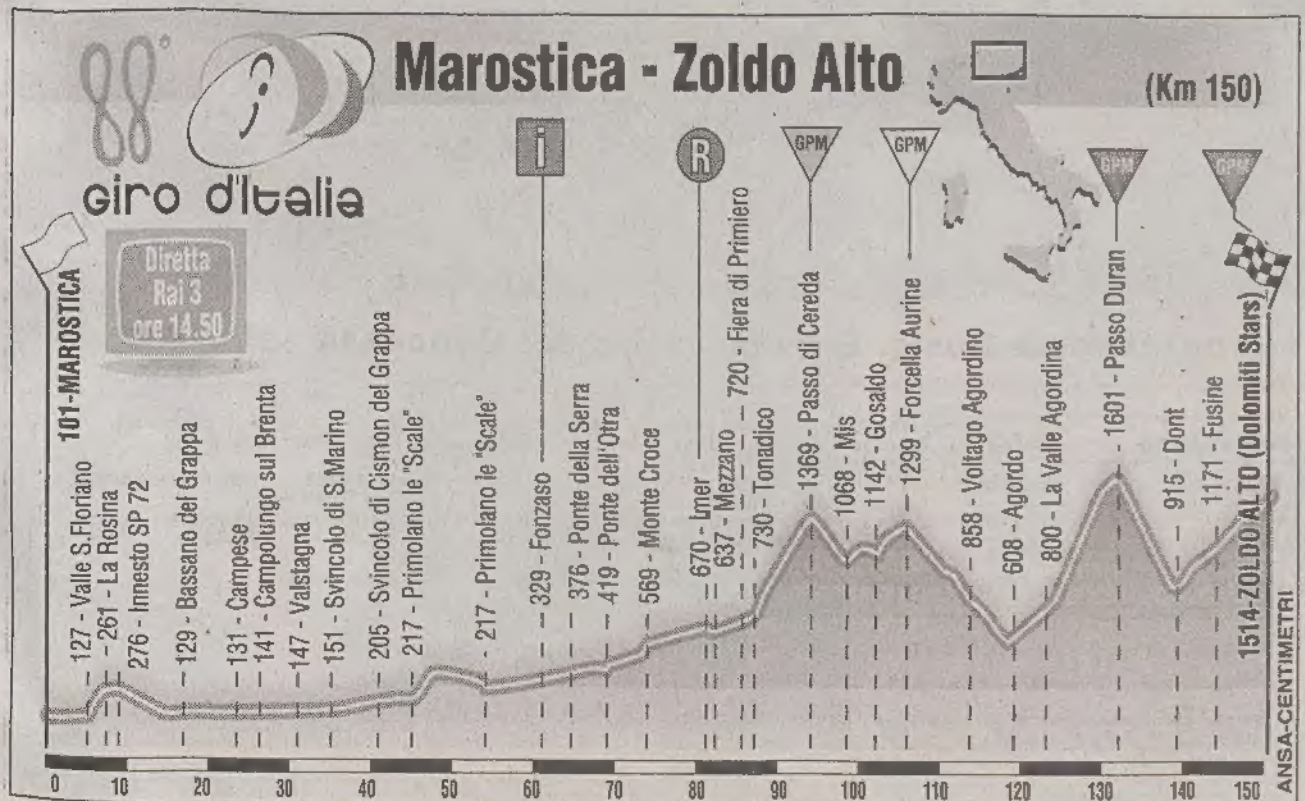 Marostica - Zoldo Alto
(Km 150)
88°
Giro d'Italia
Diretta
Rai 3
ore 14.50
i
R
GPM
GPM
GPM
GPM
101-MAROSTICA
127 - Valle S.Floriano
261 - La Rosina
276 - Innesto SP 72
129 - Bassano del Grappa
131 - Campese
141 - Campolungo sul Brenta
147 - Valstagna
151 - Svincolo di S.Marino
205 - Svincolo di Cismon del Grappa
217 - Primolano le "Scale"
217 - Primolano le "Scale"
329 - Fonzaso
376 - Ponte della Serra
419 - Ponte dell'Otra
569 - Monte Croce
670 - Imer
637 - Mezzano
720 - Fiera di Primiero
730 - Tonadico
1369 - Passo di Cereda
1068 - Mis
1142 - Gosaldo
1299 - Forcella Aurine
858 - Voltago Agordino
608 - Agordo
800 - La Valle Agordina
1601 - Passo Duran
915 - Dont
1171 - Fusine
1514-ZOLDO ALTO (Dolomiti Stars)
0 10 20 30 40 50 60 70 80 90 100 110 120 130 140 150
ANSA-CENTIMETRI